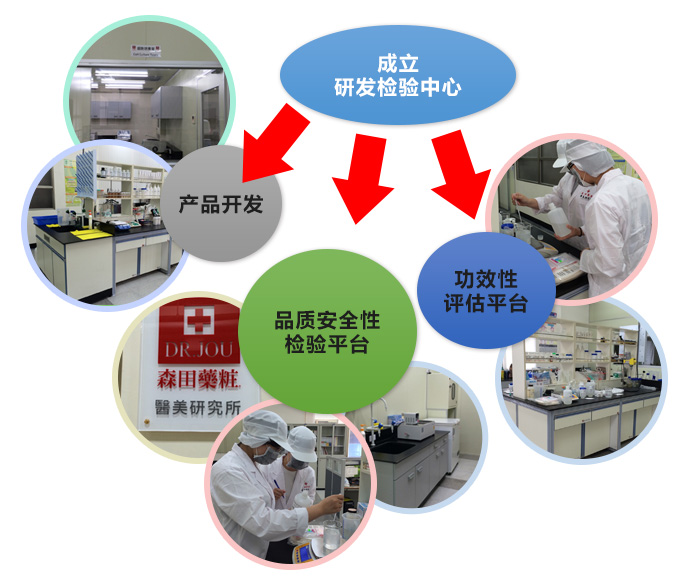 成立
研发检验中心
产品开发
功效性
评估平台
品质安全性
检验平台
DR.JOU
森田藥粧
醫美研究所